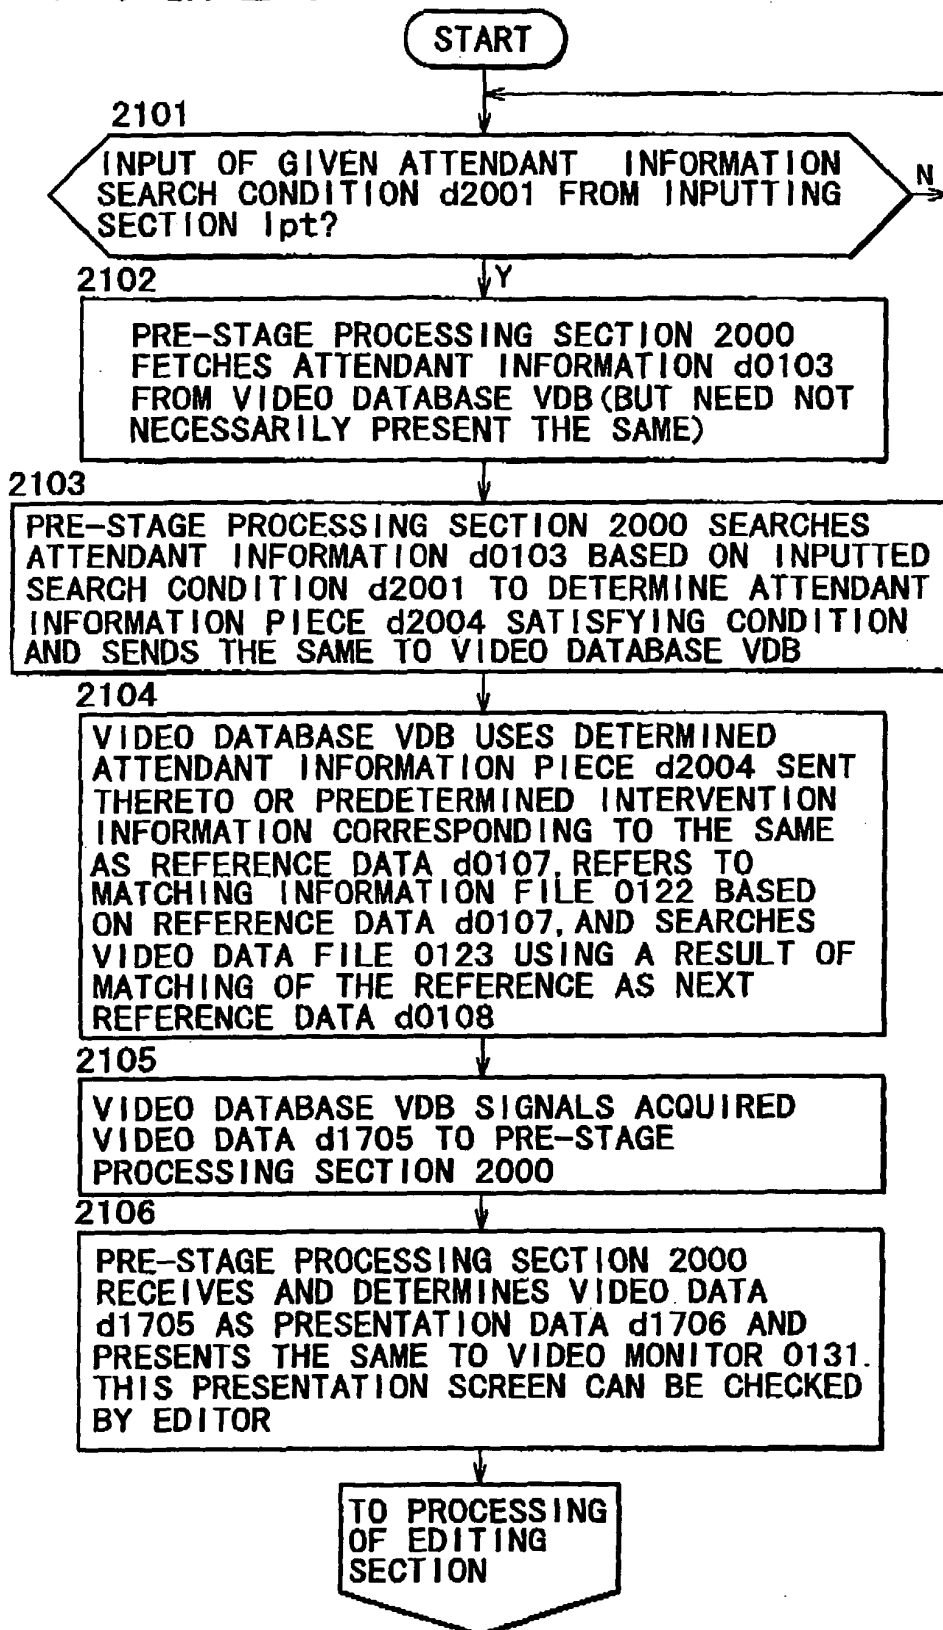 START
2101
INPUT OF GIVEN ATTENDANT INFORMATION
SEARCH CONDITION d2001 FROM INPUTTING
SECTION Ipt?
N
Y
2102
PRE-STAGE PROCESSING SECTION 2000
FETCHES ATTENDANT INFORMATION d0103
FROM VIDEO DATABASE VDB(BUT NEED NOT
NECESSARILY PRESENT THE SAME)
2103
PRE-STAGE PROCESSING SECTION 2000 SEARCHES
ATTENDANT INFORMATION d0103 BASED ON INPUTTED
SEARCH CONDITION d2001 TO DETERMINE ATTENDANT
INFORMATION PIECE d2004 SATISFYING CONDITION
AND SENDS THE SAME TO VIDEO DATABASE VDB
2104
VIDEO DATABASE VDB USES DETERMINED
ATTENDANT INFORMATION PIECE d2004 SENT
THERETO OR PREDETERMINED INTERVENTION
INFORMATION CORRESPONDING TO THE SAME
AS REFERENCE DATA d0107, REFERS TO
MATCHING INFORMATION FILE 0122 BASED
ON REFERENCE DATA d0107, AND SEARCHES
VIDEO DATA FILE 0123 USING A RESULT OF
MATCHING OF THE REFERENCE AS NEXT
REFERENCE DATA d0108
2105
VIDEO DATABASE VDB SIGNALS ACQUIRED
VIDEO DATA d1705 TO PRE-STAGE
PROCESSING SECTION 2000
2106
PRE-STAGE PROCESSING SECTION 2000
RECEIVES AND DETERMINES VIDEO DATA
d1705 AS PRESENTATION DATA d1706 AND
PRESENTS THE SAME TO VIDEO MONITOR 0131.
THIS PRESENTATION SCREEN CAN BE CHECKED
BY EDITOR
TO PROCESSING
OF EDITING
SECTION